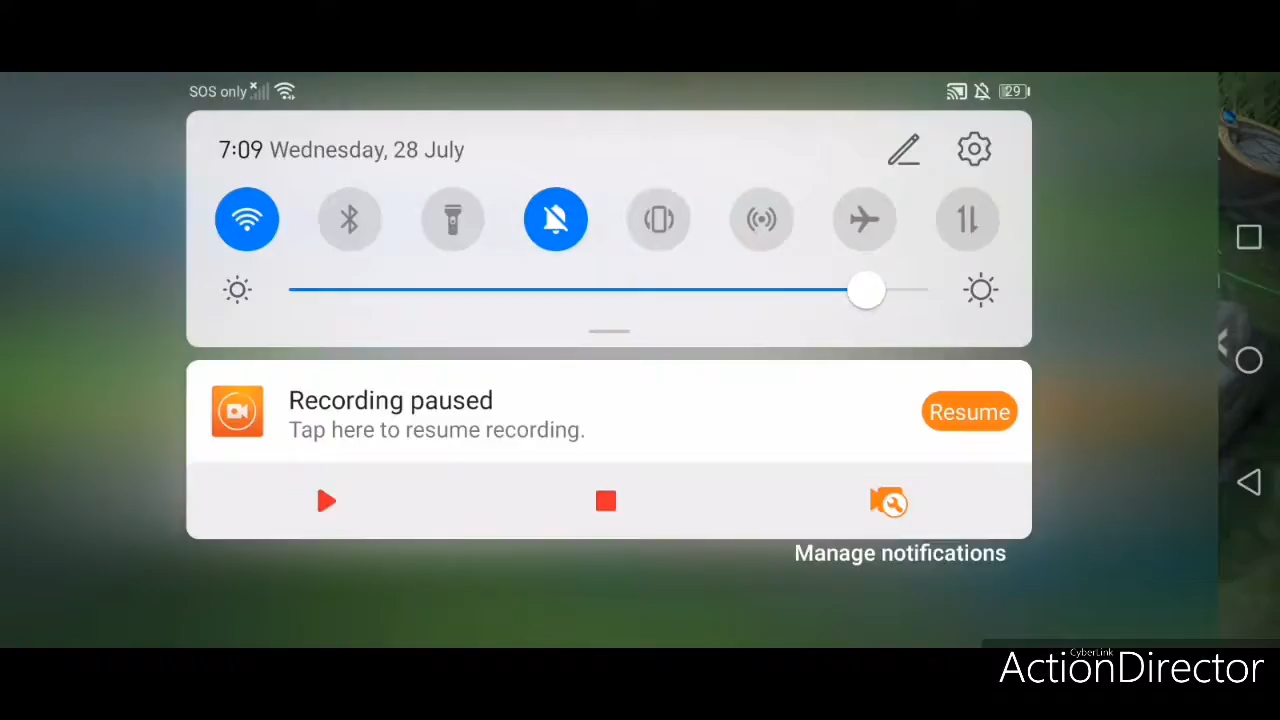 SOS only
29
7:09 Wednesday, 28 July
Recording paused
Tap here to resume recording.
Resume
Manage notifications
CyberLink
ActionDirector